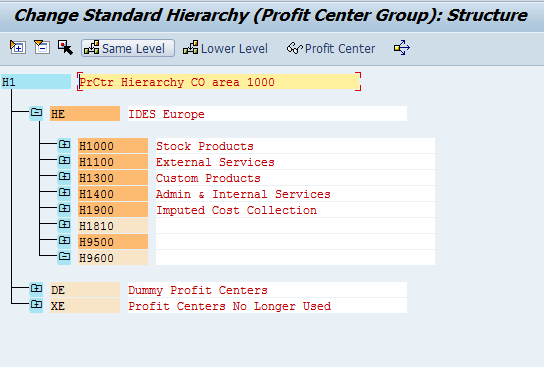 Change Standard Hierarchy (Profit Center Group): Structure
Same Level Lower Level Profit Center
H1 PrCtr Hierarchy CO area 1000
HE IDES Europe
H1000 Stock Products
H1100 External Services
H1300 Custom Products
H1400 Admin & Internal Services
H1900 Imputed Cost Collection
H1810
H9500
H9600
DE Dummy Profit Centers
XE Profit Centers No Longer Used